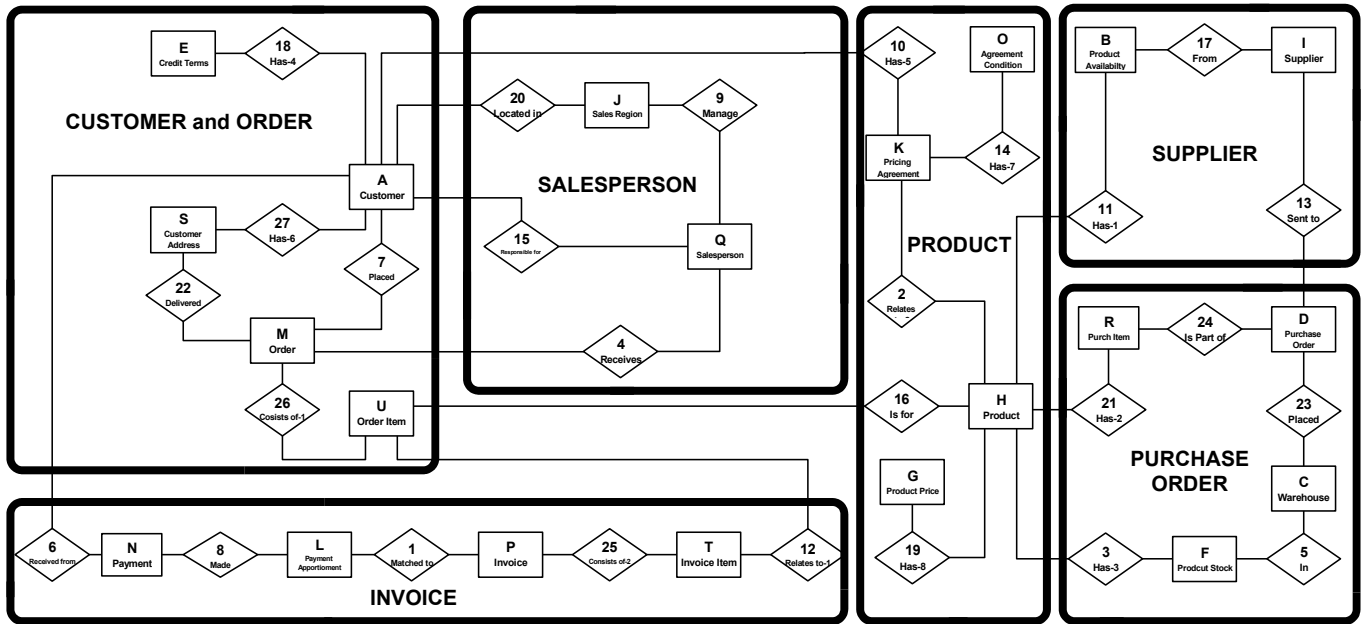 E
Credit Terms
18
Has-4
CUSTOMER and ORDER
A
Customer
S
Customer
Address
27
Has-6
7
Placed
22
Delivered
M
Order
26
Cosists of-1
U
Order Item
20
Located in
J
Sales Region
9
Manage
SALESPERSON
15
Responsible for
Q
Salesperson
4
Receives
10
Has-5
O
Agreement
Condition
K
Pricing
Agreement
14
Has-7
PRODUCT
2
Relates
16
Is for
H
Product
G
Product Price
19
Has-8
B
Product
Availabilty
17
From
I
Supplier
SUPPLIER
11
Has-1
13
Sent to
R
Purch Item
24
Is Part of
D
Purchase
Order
21
Has-2
23
Placed
PURCHASE
ORDER
C
Warehouse
3
Has-3
F
Prodcut Stock
5
In
6
Received from
N
Payment
8
Made
L
Payment
Apportioment
1
Matched to
P
Invoice
25
Consists of-2
T
Invoice Item
12
Relates to-1
INVOICE